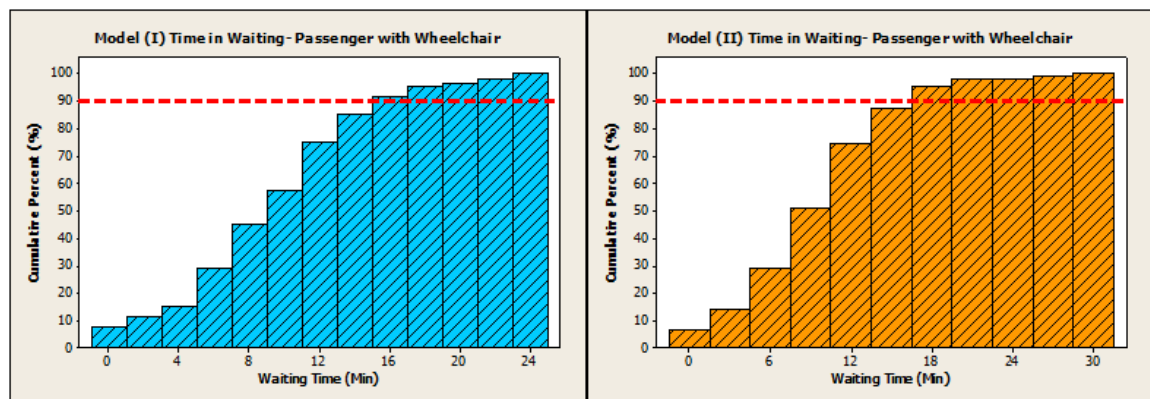 Model (I) Time in Waiting- Passenger with Wheelchair
100
90
80
70
60
50
40
30
20
10
0
Cumulative Percent (%)
0 4 8 12 16 20 24
Waiting Time (Min)
Model (II) Time in Waiting- Passenger with Wheelchair
100
90
80
70
60
50
40
30
20
10
0
Cumulative Percent (%)
0 6 12 18 24 30
Waiting Time (Min)